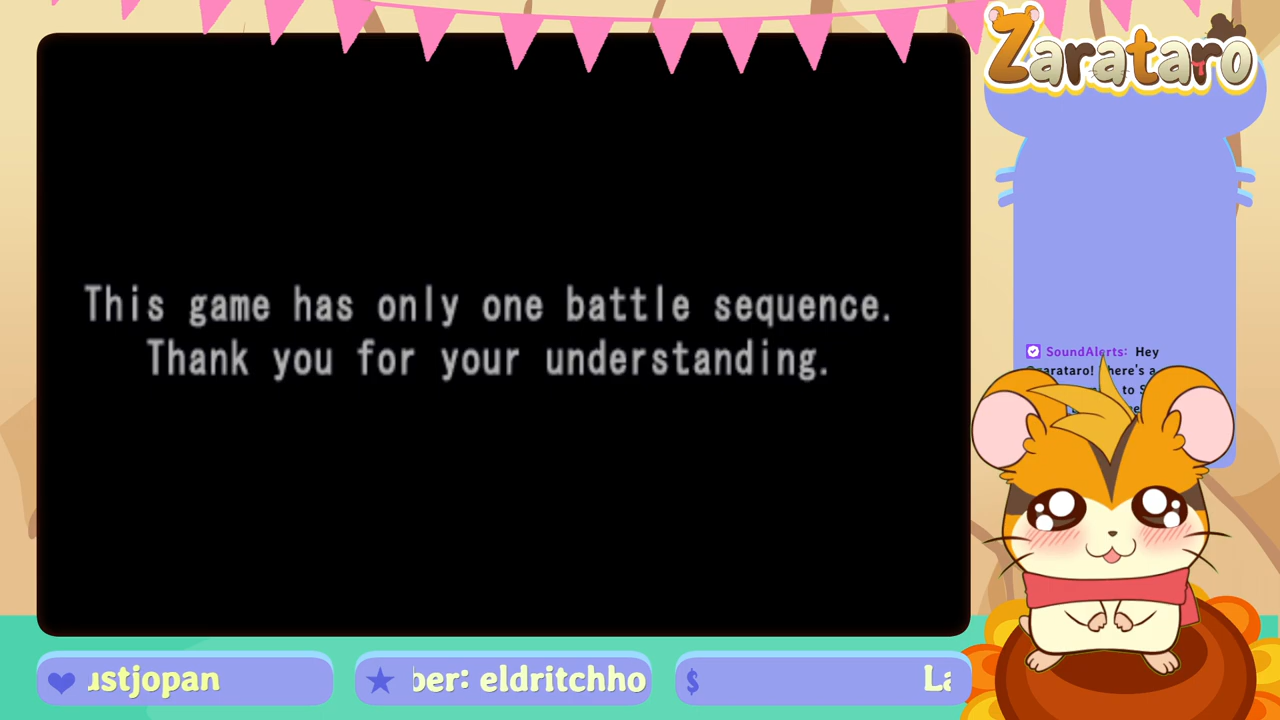 Zarataro
This game has only one battle sequence.
Thank you for your understanding.
SoundAlerts: Hey
to
ustjopan
ber: eldritchho
$
La